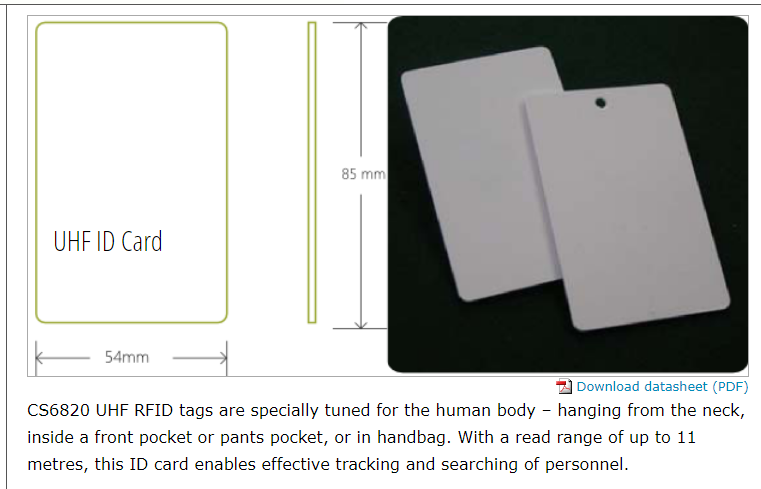 UHF ID Card
85 mm
54mm
Download datasheet (PDF)
CS6820 UHF RFID tags are specially tuned for the human body – hanging from the neck,
inside a front pocket or pants pocket, or in handbag. With a read range of up to 11
metres, this ID card enables effective tracking and searching of personnel.